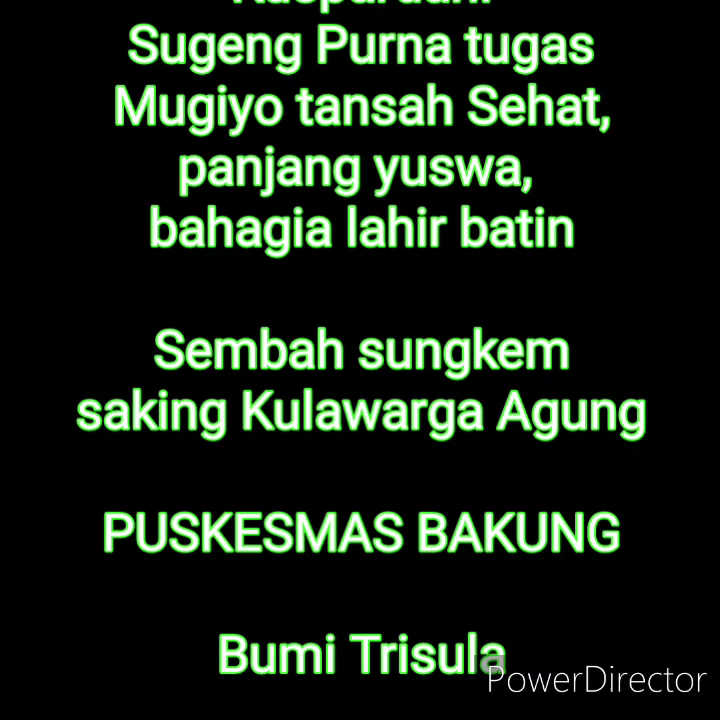 Sugeng Purna tugas
Mugiyo tansah Sehat,
panjang yuswa,
bahagia lahir batin
Sembah sungkem
saking Kulawarga Agung
PUSKESMAS BAKUNG
Bumi Trisula
PowerDirector